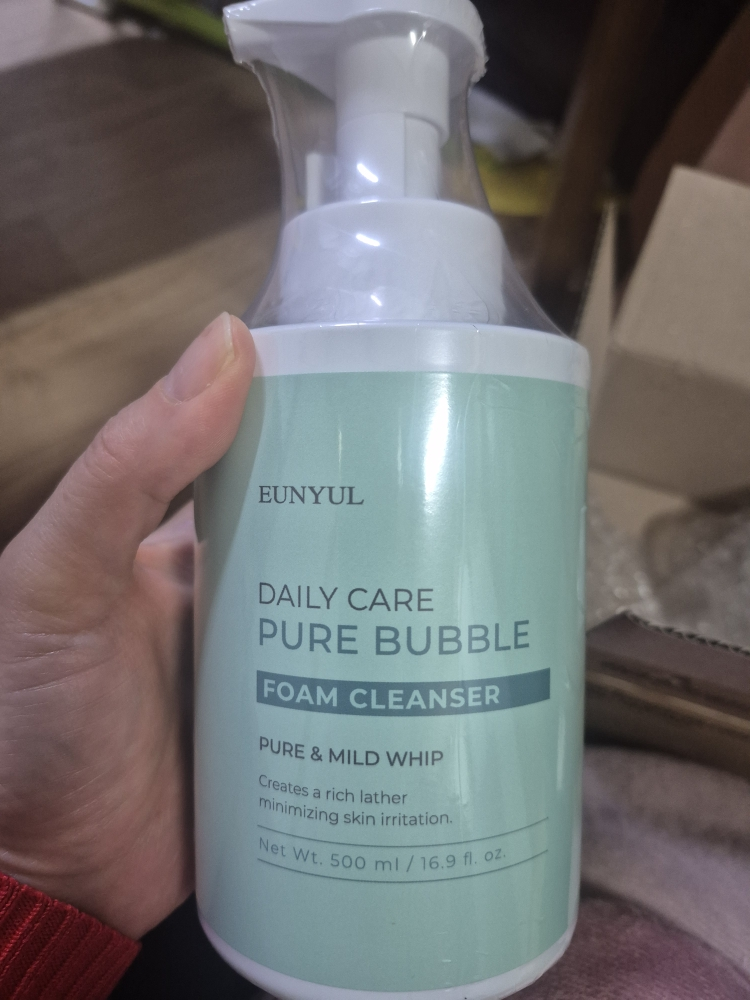 EUNYUL
DAILY CARE
PURE BUBBLE
FOAM CLEANSER
PURE & MILD WHIP
Creates a rich lather
minimizing skin irritation.
Net Wt. 500 ml / 16.9 fl. oz.